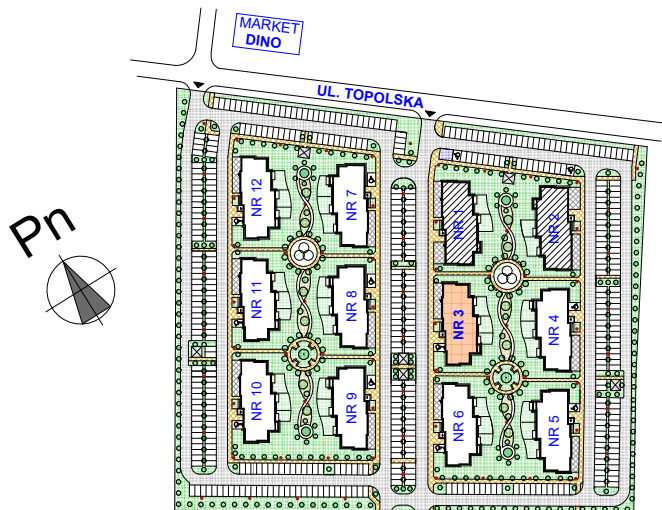 MARKET
DINO
UL. TOPOLSKA
Pn
NR 12
NR 7
NR 1
NR 2
NR 11
NR 8
NR 3
NR 4
NR 10
NR 9
NR 6
NR 5